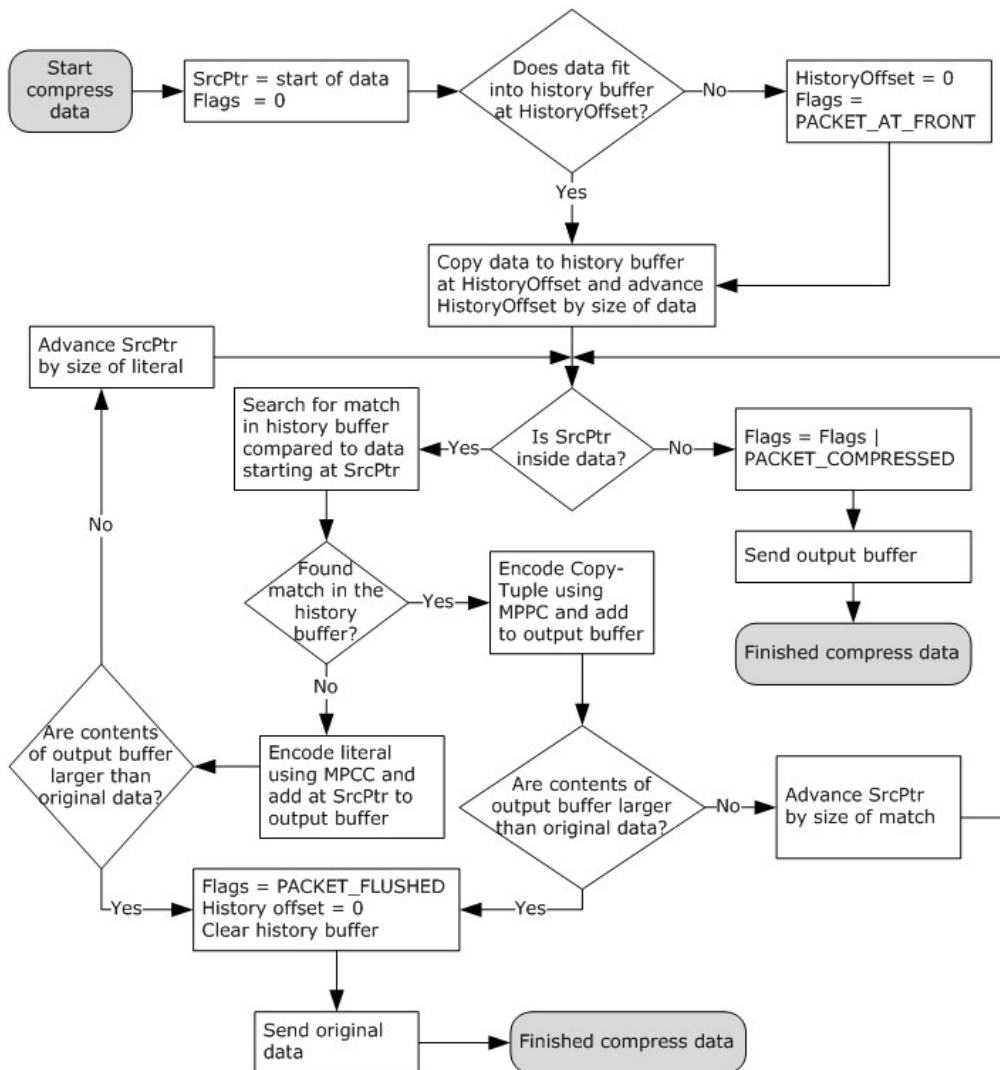 Start
compress
data
SrcPtr = start of data
Flags = 0
Does data fit
into history buffer
at HistoryOffset?
No
HistoryOffset = 0
Flags =
PACKET_AT_FRONT
Yes
Copy data to history buffer
at HistoryOffset and advance
HistoryOffset by size of data
Advance SrcPtr
by size of literal
Search for match
in history buffer
compared to data
starting at SrcPtr
Yes
Is SrcPtr
inside data?
No
Flags = Flags |
PACKET_COMPRESSED
No
Send output buffer
Found
match in the
history
buffer?
Yes
Encode Copy-
Tuple using
MPPC and add
to output buffer
Finished compress data
No
Are contents
of output buffer
larger than
original data?
Encode literal
using MPCC and
add at SrcPtr to
output buffer
Are contents of
output buffer larger
than original data?
No
Advance SrcPtr
by size of match
Yes
Flags = PACKET_FLUSHED
History offset = 0
Clear history buffer
Yes
Send original
data
Finished compress data